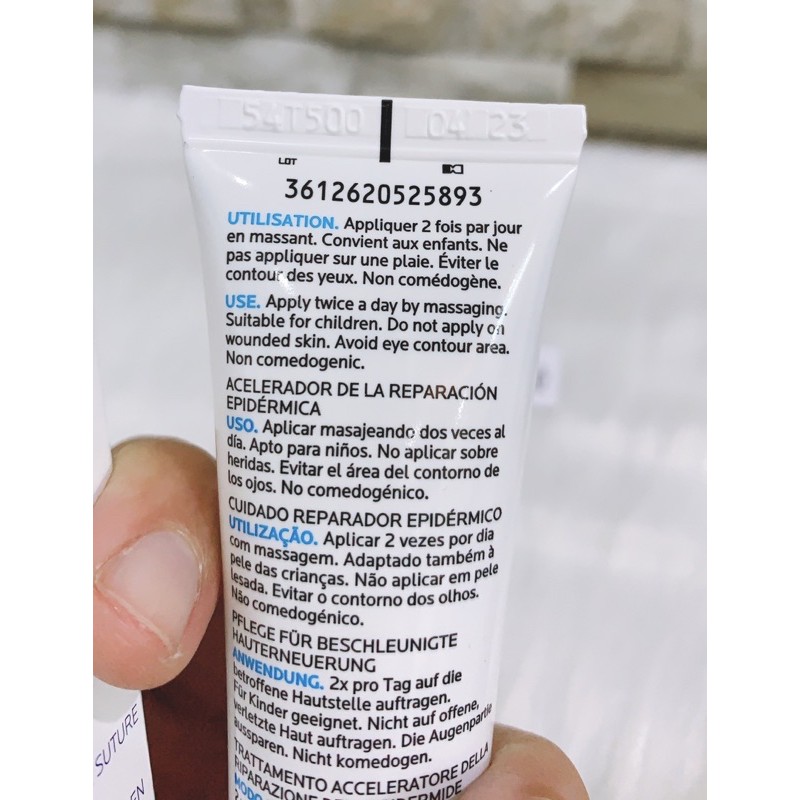 54T500 04 23
LOT
3612620525893
UTILISATION. Appliquer 2 fois par jour
en massant. Convient aux enfants. Ne
pas appliquer sur une plaie. Éviter le
contour des yeux. Non comédogène.
USE. Apply twice a day by massaging.
Suitable for children. Do not apply on
wounded skin. Avoid eye contour area.
Non comedogenic.
ACELERADOR DE LA REPARACIÓN
EPIDÉRMICA
USO. Aplicar masajeando dos veces al
día. Apto para niños. No aplicar sobre
heridas. Evitar el área del contorno de
los ojos. No comedogénico.
CUIDADO REPARADOR EPIDÉRMICO
UTILIZAÇÃO. Aplicar 2 vezes por dia
com massagem. Adaptado também à
pele das crianças. Não aplicar em pele
lesada. Evitar o contorno dos olhos.
Não comedogénico.
PFLEGE FÜR BESCHLEUNIGTE
HAUTERNEUERUNG
ANWENDUNG. 2x pro Tag auf die
betroffene Hautstelle auftragen.
Für Kinder geeignet. Nicht auf offene,
verletzte Haut auftragen. Die Augenpartie
aussparen. Nicht komedogen.
TRATTAMENTO ACCELERATORE DELLA
RIPARAZIONE
MODO
SUTURE